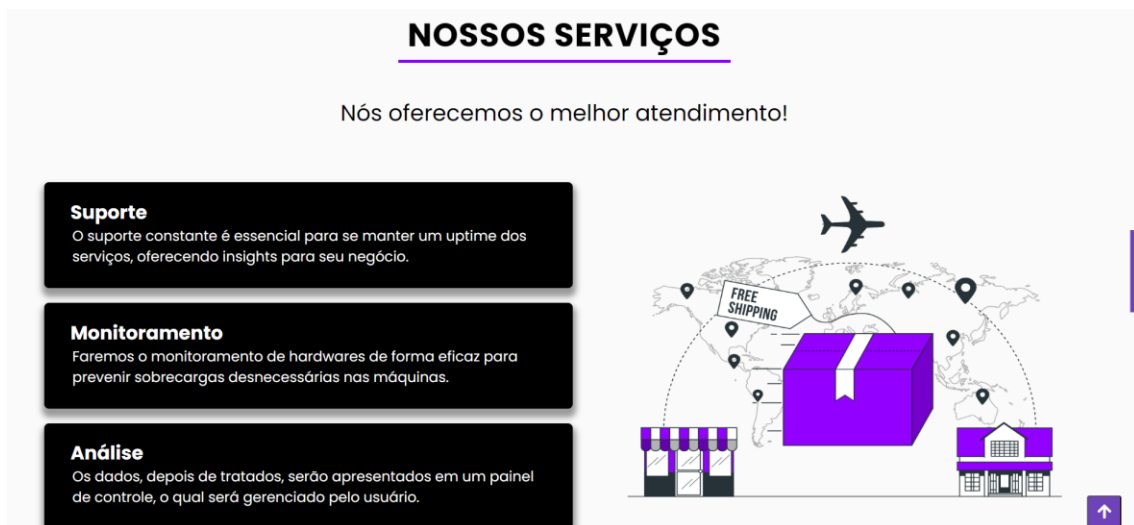 NOSSOS SERVIÇOS
Nós oferecemos o melhor atendimento!
Suporte
O suporte constante é essencial para se manter um uptime dos
serviços, oferecendo insights para seu negócio.
Monitoramento
Faremos o monitoramento de hardwares de forma eficaz para
prevenir sobrecargas desnecessárias nas máquinas.
Análise
Os dados, depois de tratados, serão apresentados em um painel
de controle, o qual será gerenciado pelo usuário.
FREE
SHIPPING